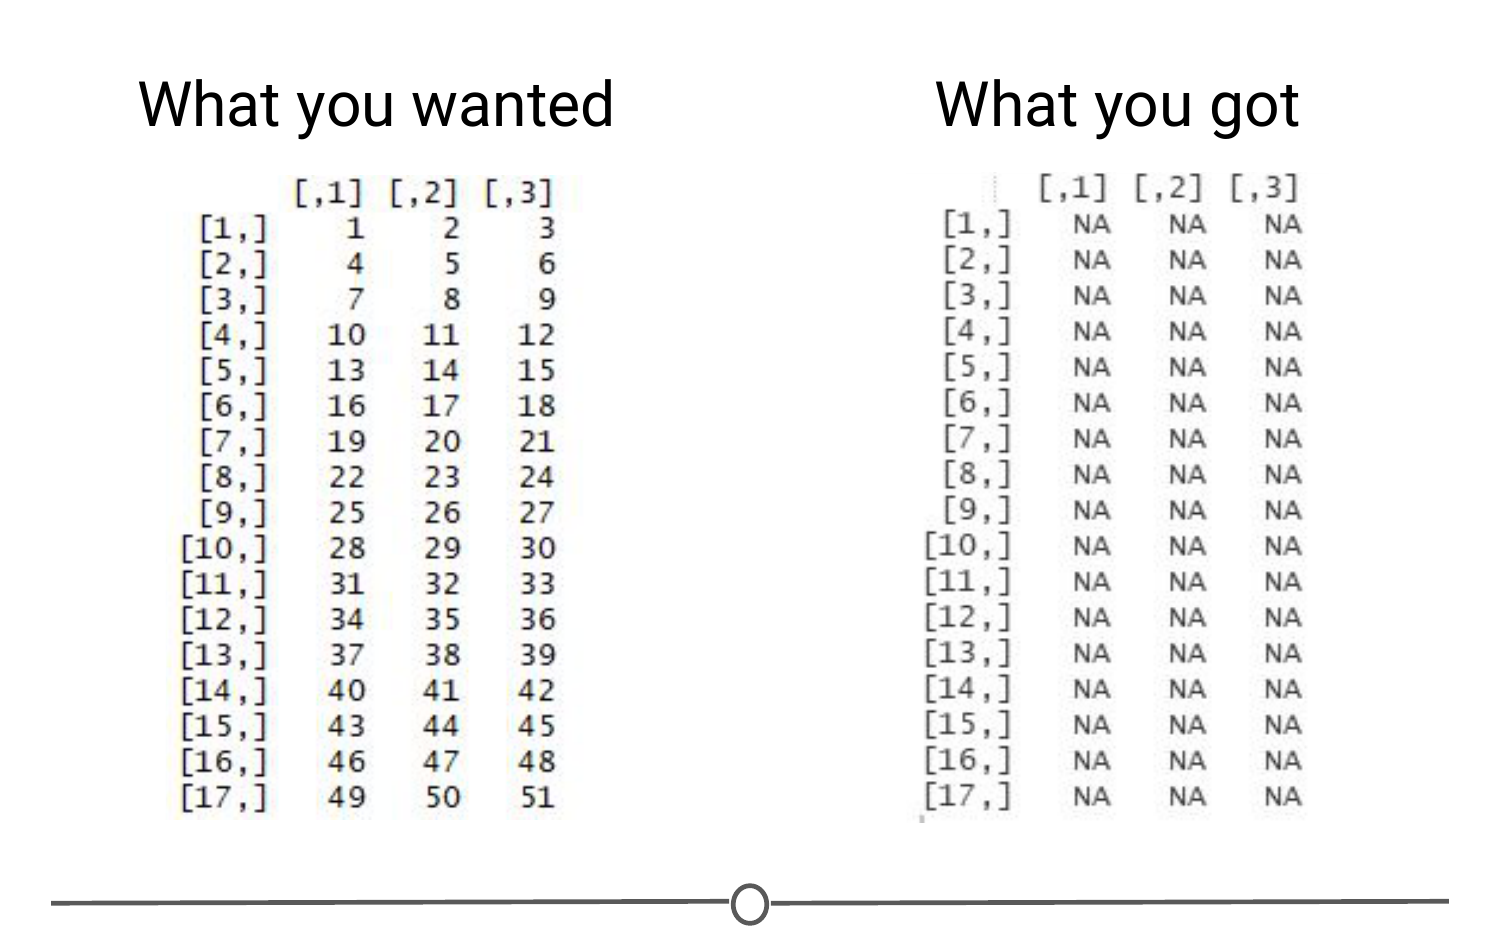 What you wanted
[,1] [,2] [,3]
[1,] 1 2 3
[2,] 4 5 6
[3,] 7 8 9
[4,] 10 11 12
[5,] 13 14 15
[6,] 16 17 18
[7,] 19 20 21
[8,] 22 23 24
[9,] 25 26 27
[10,] 28 29 30
[11,] 31 32 33
[12,] 34 35 36
[13,] 37 38 39
[14,] 40 41 42
[15,] 43 44 45
[16,] 46 47 48
[17,] 49 50 51
What you got
[,1] [,2] [,3]
[1,] NA NA NA
[2,] NA NA NA
[3,] NA NA NA
[4,] NA NA NA
[5,] NA NA NA
[6,] NA NA NA
[7,] NA NA NA
[8,] NA NA NA
[9,] NA NA NA
[10,] NA NA NA
[11,] NA NA NA
[12,] NA NA NA
[13,] NA NA NA
[14,] NA NA NA
[15,] NA NA NA
[16,] NA NA NA
[17,] NA NA NA